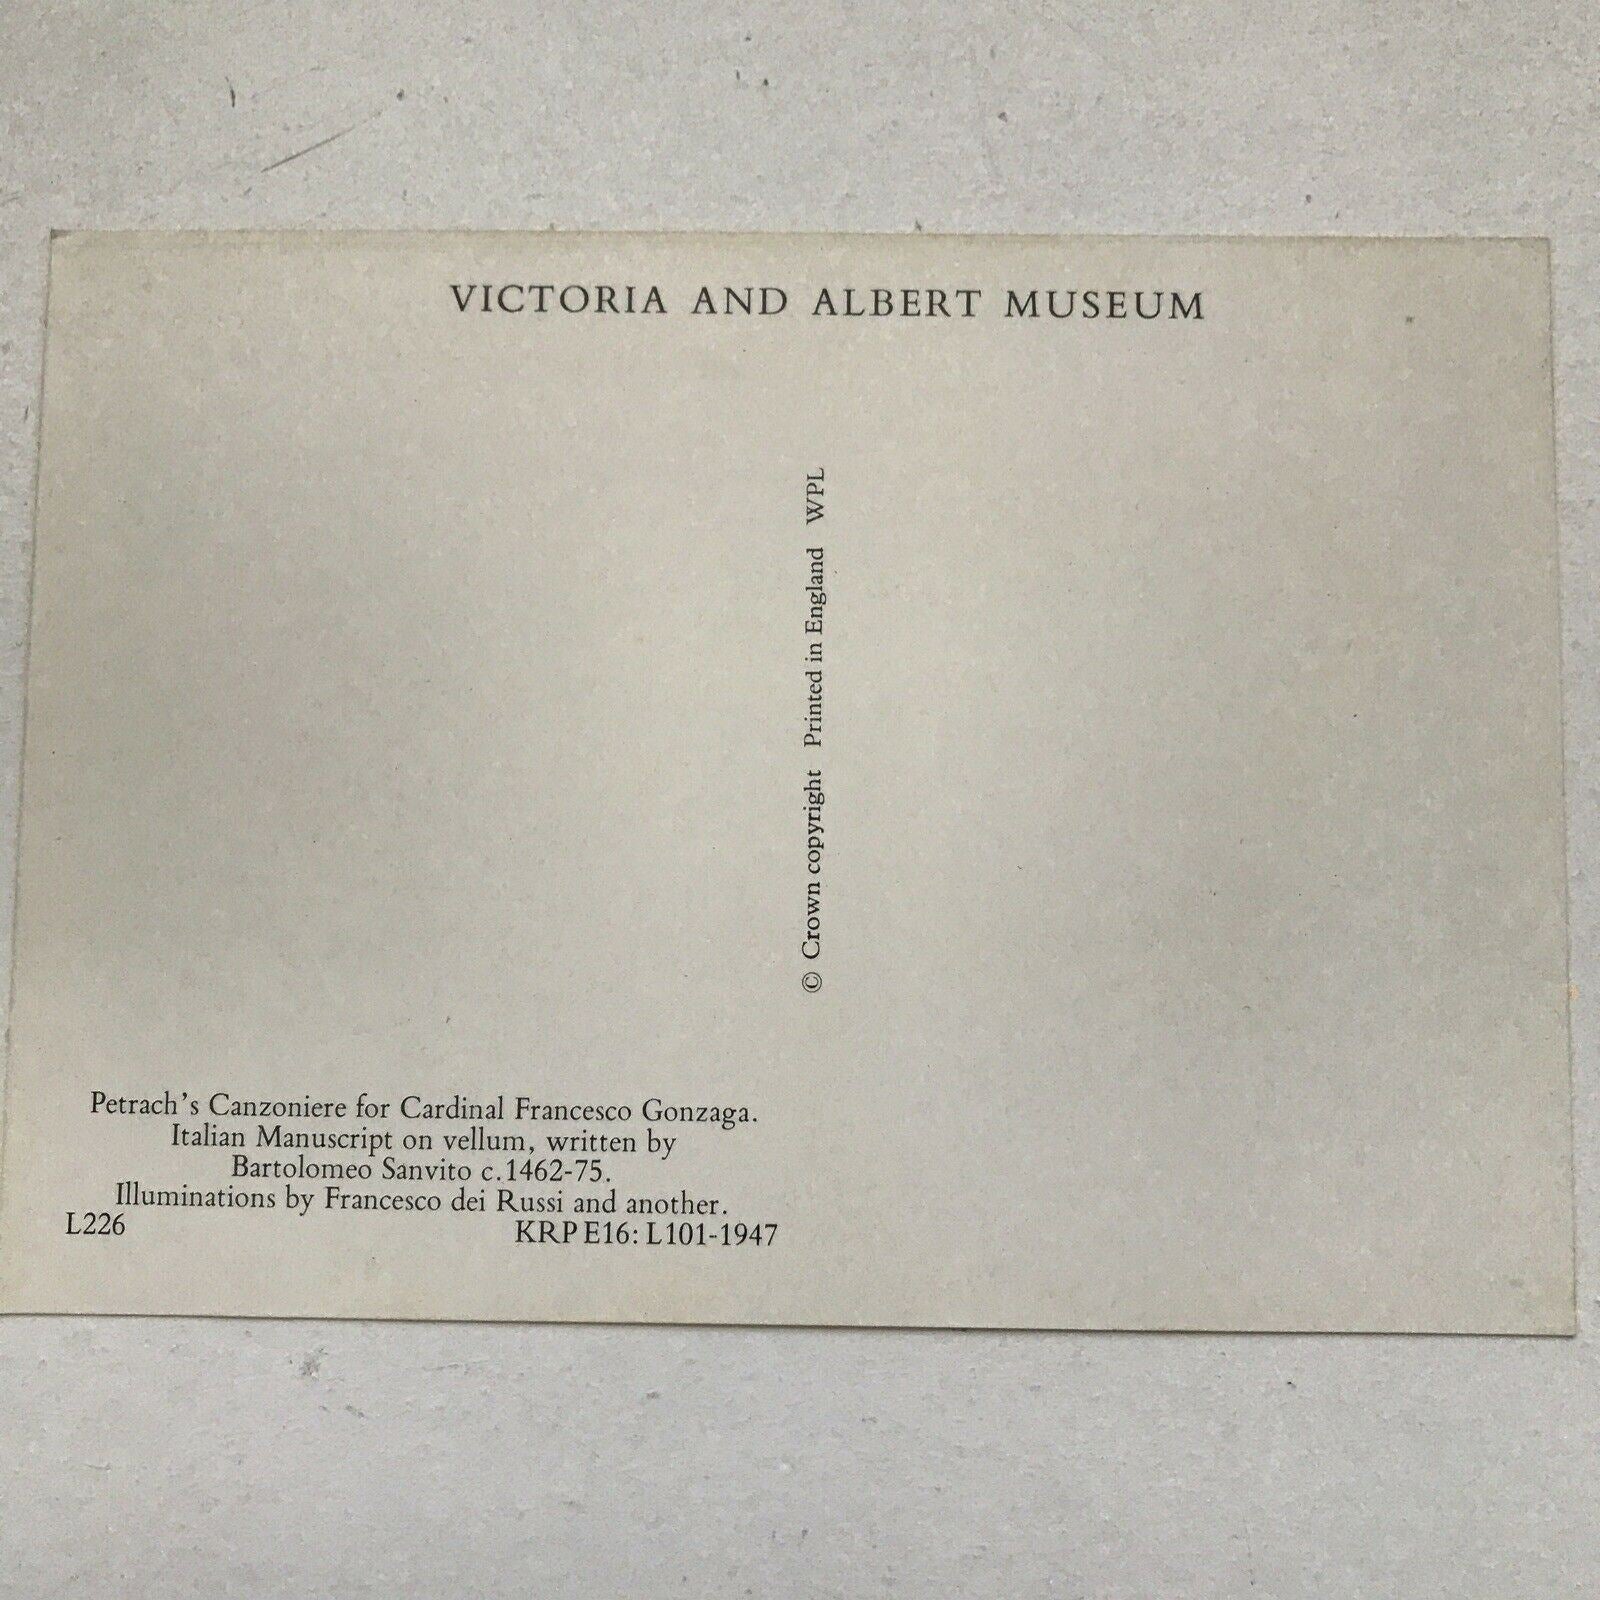 VICTORIA AND ALBERT MUSEUM
© Crown copyright Printed in England WPL
Petrach's Canzoniere for Cardinal Francesco Gonzaga.
Italian Manuscript on vellum, written by
Bartolomeo Sanvito c.1462-75.
Illuminations by Francesco dei Russi and another.
L226 KRP E16: L101-1947